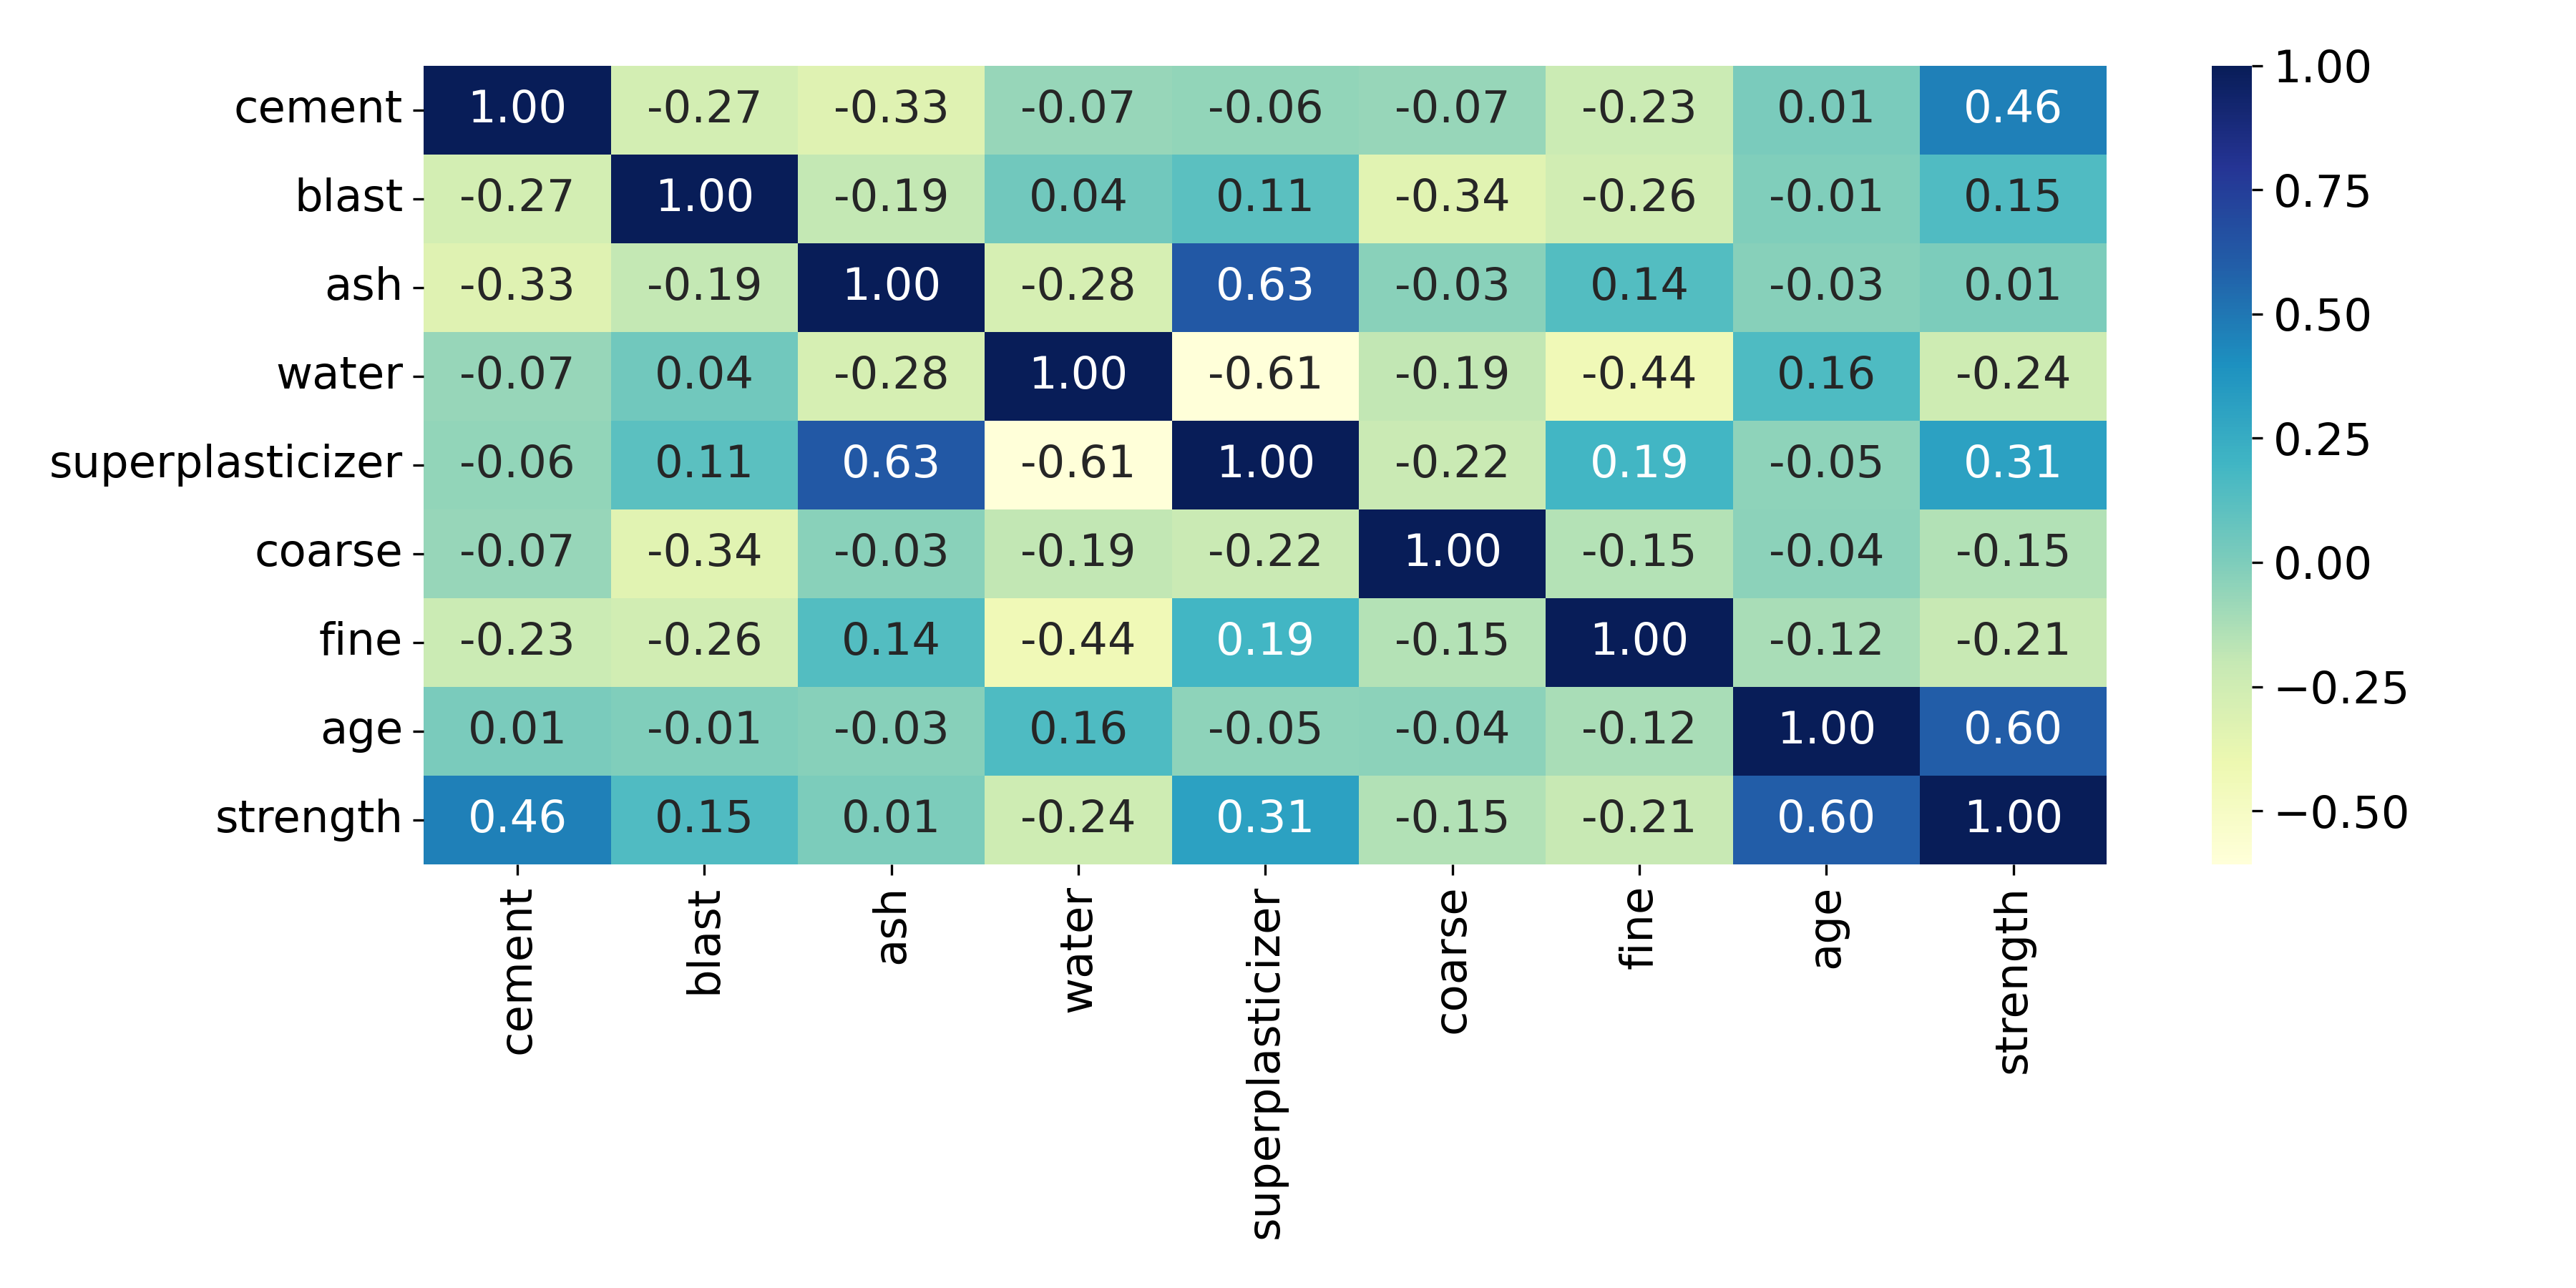 cement 1.00 -0.27 -0.33 -0.07 -0.06 -0.07 -0.23 0.01 0.46
blast -0.27 1.00 -0.19 0.04 0.11 -0.34 -0.26 -0.01 0.15
ash -0.33 -0.19 1.00 -0.28 0.63 -0.03 0.14 -0.03 0.01
water -0.07 0.04 -0.28 1.00 -0.61 -0.19 -0.44 0.16 -0.24
superplasticizer -0.06 0.11 0.63 -0.61 1.00 -0.22 0.19 -0.05 0.31
coarse -0.07 -0.34 -0.03 -0.19 -0.22 1.00 -0.15 -0.04 -0.15
fine -0.23 -0.26 0.14 -0.44 0.19 -0.15 1.00 -0.12 -0.21
age 0.01 -0.01 -0.03 0.16 -0.05 -0.04 -0.12 1.00 0.60
strength 0.46 0.15 0.01 -0.24 0.31 -0.15 -0.21 0.60 1.00
cement
blast
ash
water
superplasticizer
coarse
fine
age
strength
1.00
0.75
0.50
0.25
0.00
−0.25
−0.50